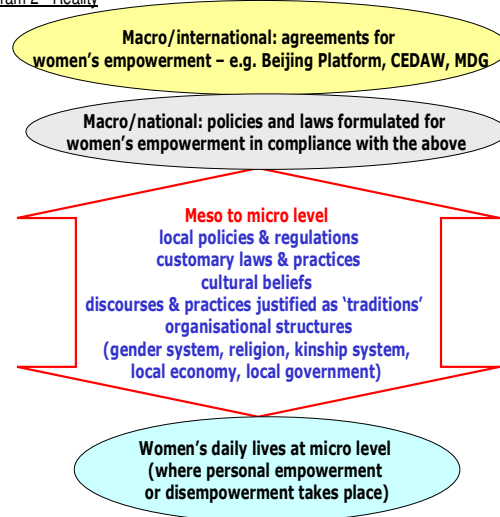 Reality
Macro/international: agreements for
women’s empowerment – e.g. Beijing Platform, CEDAW, MDG
Macro/national: policies and laws formulated for
women’s empowerment in compliance with the above
Meso to micro level
local policies & regulations
customary laws & practices
cultural beliefs
discourses & practices justified as ‘traditions’
organisational structures
(gender system, religion, kinship system,
local economy, local government)
Women’s daily lives at micro level
(where personal empowerment
or disempowerment takes place)